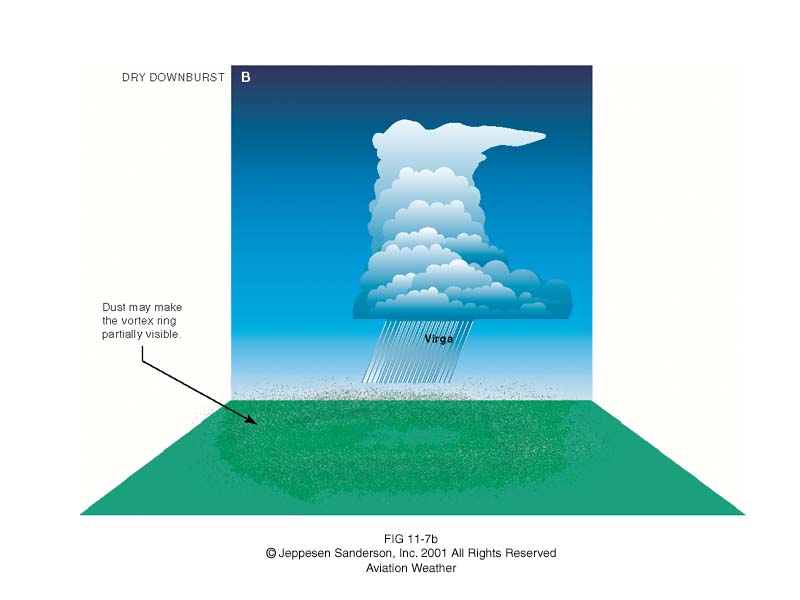 DRY DOWNBURST
B
Dust may make
the vortex ring
partially visible.
Virga
FIG 11-7b
© Jeppesen Sanderson, Inc. 2001 All Rights Reserved
Aviation Weather